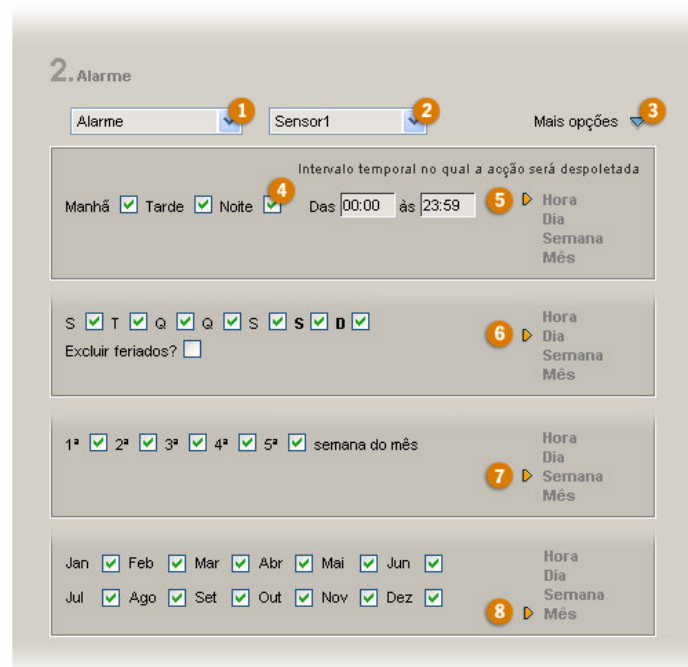 2. Alarme
1
2
3
Alarme Sensor1 Mais opções
Intervalo temporal no qual a acção será despoletada
4
Manhã Tarde Noite Das 00:00 às 23:59
5
Hora
Dia
Semana
Mês
S T Q Q S S D
Excluir feriados?
6
Hora
Dia
Semana
Mês
1ª 2ª 3ª 4ª 5ª semana do mês
7
Hora
Dia
Semana
Mês
Jan Feb Mar Abr Mai Jun
Jul Ago Set Out Nov Dez
8
Hora
Dia
Semana
Mês